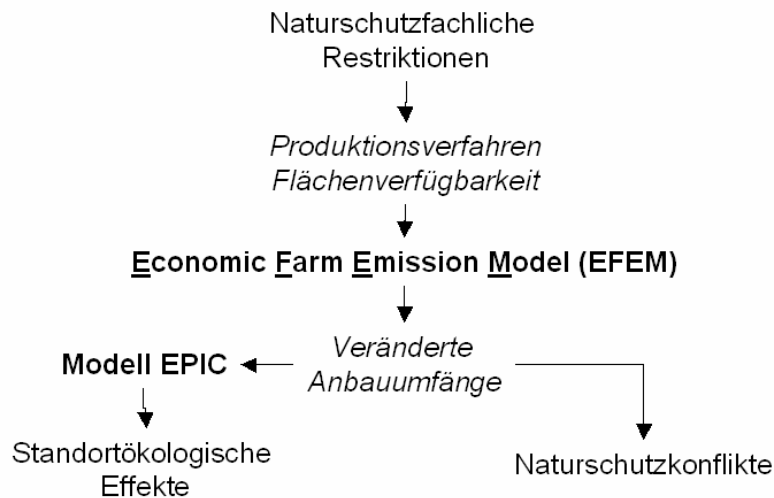 Naturschutzfachliche
Restriktionen
Produktionsverfahren
Flächenverfügbarkeit
Economic Farm Emission Model (EFEM)
Modell EPIC
Veränderte
Anbauumfänge
Standortökologische
Effekte
Naturschutzkonflikte